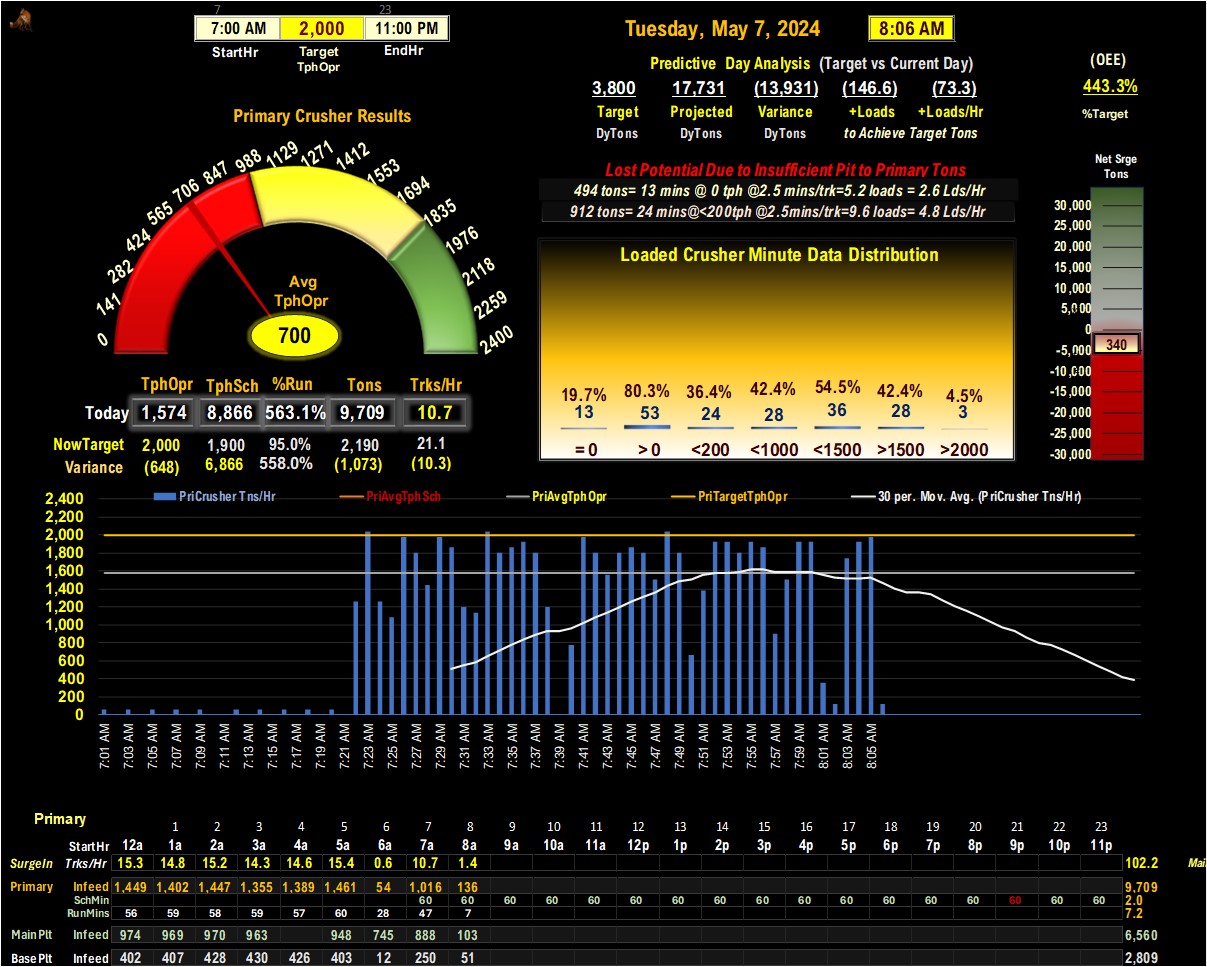 7 23
7:00 AM 2,000 11:00 PM
StartHr Target TphOpr EndHr
Tuesday, May 7, 2024 8:06 AM
Predictive Day Analysis (Target vs Current Day)
3,800 17,731 (13,931) (146.6) (73.3)
Target Projected Variance +Loads +Loads/Hr
DyTons DyTons DyTons to Achieve Target Tons
(OEE)
443.3%
%Target
Primary Crusher Results
0 141 282 424 565 706 847 988 1129 1271 1412 1553 1694 1835 1976 2118 2259 2400
Avg
TphOpr
700
Lost Potential Due to Insufficient Pit to Primary Tons
494 tons= 13 mins @ 0 tph @2.5 mins/trk=5.2 loads = 2.6 Lds/Hr
912 tons= 24 mins@<200tph @2.5mins/trk=9.6 loads= 4.8 Lds/Hr
Loaded Crusher Minute Data Distribution
19.7% 80.3% 36.4% 42.4% 54.5% 42.4% 4.5%
13 53 24 28 36 28 3
=0 >0 <200 <1000 <1500 >1500 >2000
Net Srge
Tons
30,000
25,000
20,000
15,000
10,000
5,000
0
340
-5,000
-10,000
-15,000
-20,000
-25,000
-30,000
TphOpr TphSch %Run Tons Trks/Hr
Today 1,574 8,866 563.1% 9,709 10.7
NowTarget 2,000 1,900 95.0% 2,190 21.1
Variance (648) 6,866 558.0% (1,073) (10.3)
PriCrusher Tns/Hr PriAvgTphSch PriAvgTphOpr PriTargetTphOpr 30 per. Mov. Avg. (PriCrusher Tns/Hr)
2,400
2,200
2,000
1,800
1,600
1,400
1,200
1,000
800
600
400
200
0
7:01 AM 7:03 AM 7:05 AM 7:07 AM 7:09 AM 7:11 AM 7:13 AM 7:15 AM 7:17 AM 7:19 AM 7:21 AM 7:23 AM 7:25 AM 7:27 AM 7:29 AM 7:31 AM 7:33 AM 7:35 AM 7:37 AM 7:39 AM 7:41 AM 7:43 AM 7:45 AM 7:47 AM 7:49 AM 7:51 AM 7:53 AM 7:55 AM 7:57 AM 7:59 AM 8:01 AM 8:03 AM 8:05 AM
Primary
1 2 3 4 5 6 7 8 9 10 11 12 13 14 15 16 17 18 19 20 21 22 23
StartHr 12a 1a 2a 3a 4a 5a 6a 7a 8a 9a 10a 11a 12p 1p 2p 3p 4p 5p 6p 7p 8p 9p 10p 11p
SurgeIn Trks/Hr 15.3 14.8 15.2 14.3 14.6 15.4 0.6 10.7 1.4 102.2
Primary Infeed 1,449 1,402 1,447 1,355 1,389 1,461 54 1,016 136 9,709
SchMin 60 60 60 60 60 60 60 60 60 60 60 60 60 60 60 60 60 2.0
RunMins 56 59 58 59 57 60 28 47 7 7.2
MainPlt Infeed 974 969 970 963 948 745 888 103 6,560
BasePlt Infeed 402 407 428 430 426 403 12 250 51 2,809